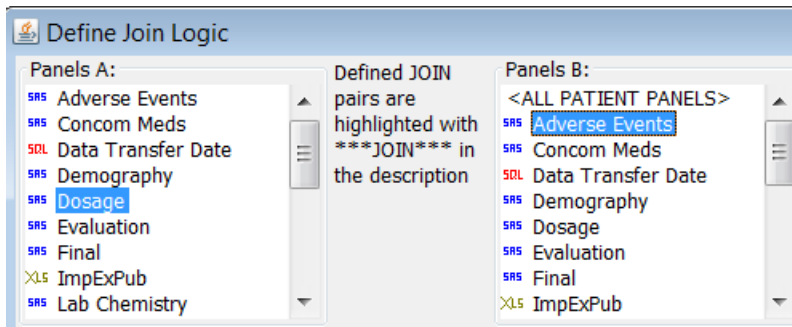 Define Join Logic
Panels A:
SAS Adverse Events
SAS Concom Meds
SQL Data Transfer Date
SAS Demography
SAS Dosage
SAS Evaluation
SAS Final
XLS ImpExPub
SAS Lab Chemistry
Defined JOIN
pairs are
highlighted with
***JOIN*** in
the description
Panels B:
<ALL PATIENT PANELS>
SAS Adverse Events
SAS Concom Meds
SQL Data Transfer Date
SAS Demography
SAS Dosage
SAS Evaluation
SAS Final
XLS ImpExPub